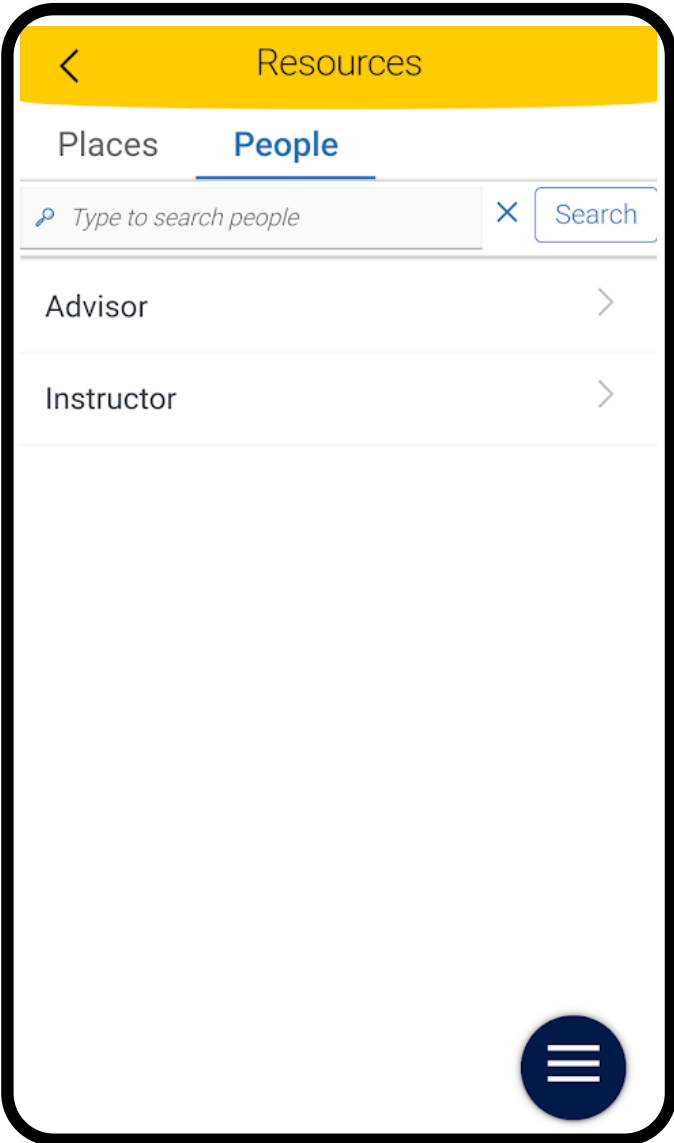 Resources
Places People
Type to search people Search
Advisor
Instructor